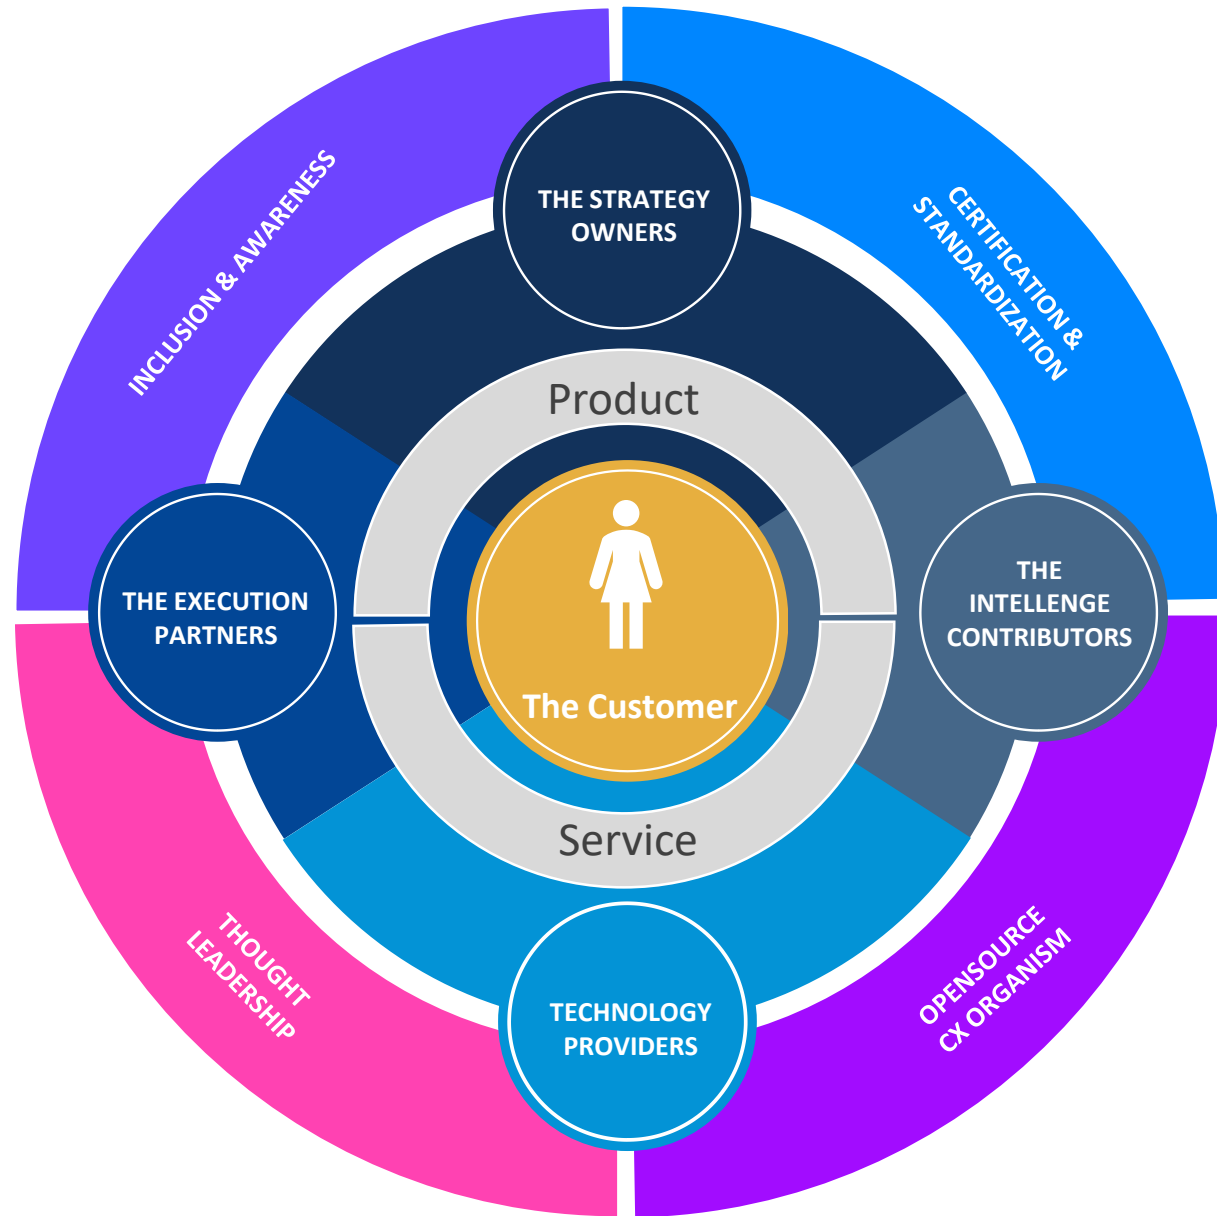 THE STRATEGY
OWNERS
INCLUSION & AWARENESS
CERTIFICATION &
STANDARDIZATION
Product
THE EXECUTION
PARTNERS
The Customer
THE
INTELLENGE
CONTRIBUTORS
Service
THOUGHT
LEADERSHIP
OPENSOURCE
CX ORGANISM
TECHNOLOGY
PROVIDERS